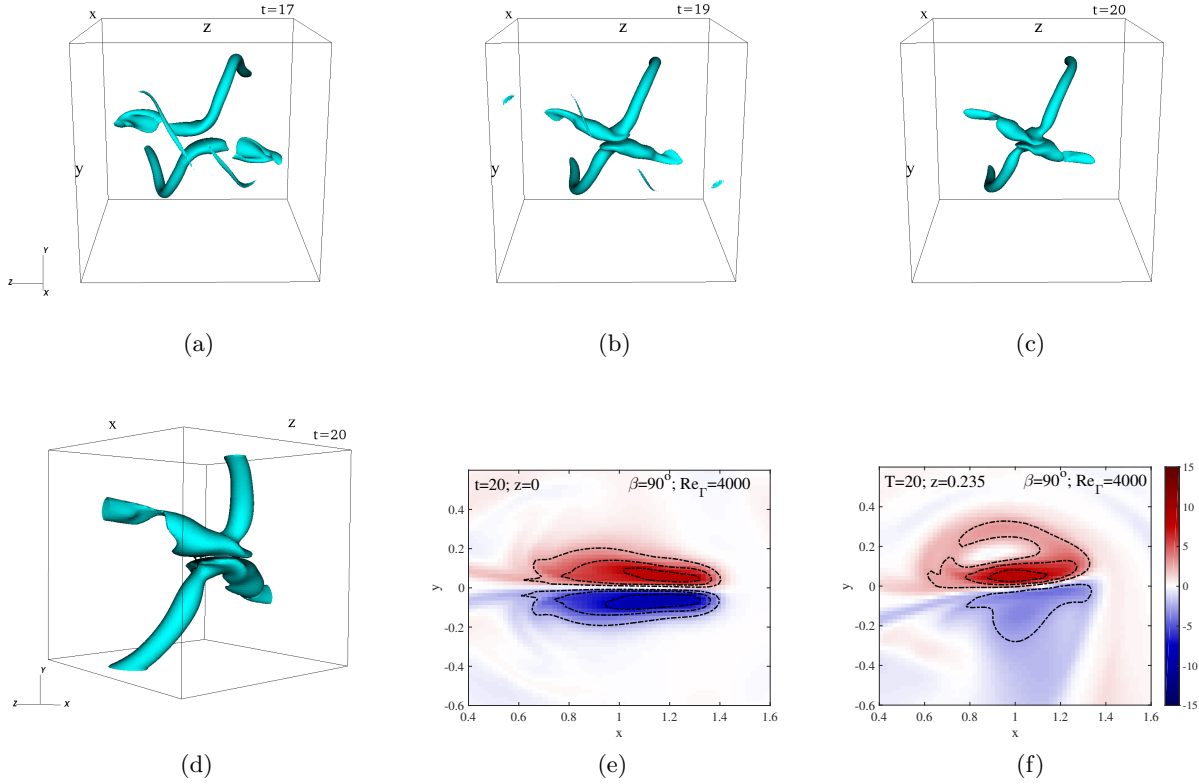 x t=17
z
y
Y
z
X
(a)
x t=19
z
y
(b)
x t=20
z
y
(c)
x z
t=20
Y
z x
(d)
t=20; z=0 β=90°; Re_Γ=4000
y
0.4
0.2
0
-0.2
-0.4
-0.6
0.4 0.6 0.8 1 1.2 1.4 1.6
x
(e)
T=20; z=0.235 β=90°; Re_Γ=4000
y
0.4
0.2
0
-0.2
-0.4
-0.6
0.4 0.6 0.8 1 1.2 1.4 1.6
x
15
10
5
0
-5
-10
-15
(f)